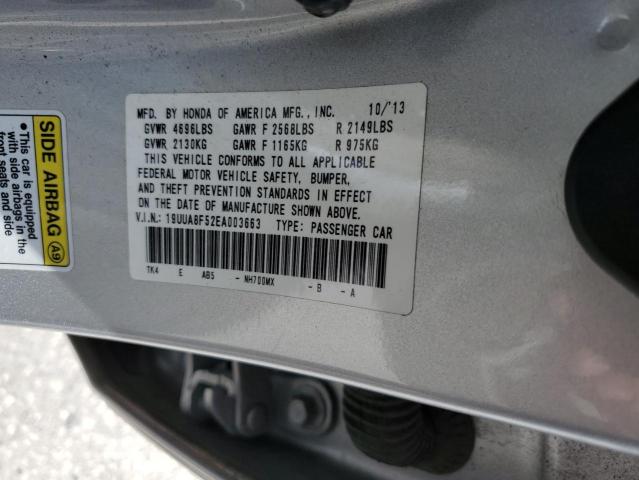 MFD. BY HONDA OF AMERICA MFG., INC. 10/'13
GVWR 4696LBS GAWR F 2568LBS R 2149LBS
GVWR 2130KG GAWR F 1165KG R 975KG
THIS VEHICLE CONFORMS TO ALL APPLICABLE
FEDERAL MOTOR VEHICLE SAFETY, BUMPER,
AND THEFT PREVENTION STANDARDS IN EFFECT
ON THE DATE OF MANUFACTURE SHOWN ABOVE.
V.I.N.: 19UUA8F52EA003663 TYPE: PASSENGER CAR
TK4 E AB5 - NH700MX - B - A
SIDE AIRBAG A9
•This car is equipped
with side airbags in the
front seats and side